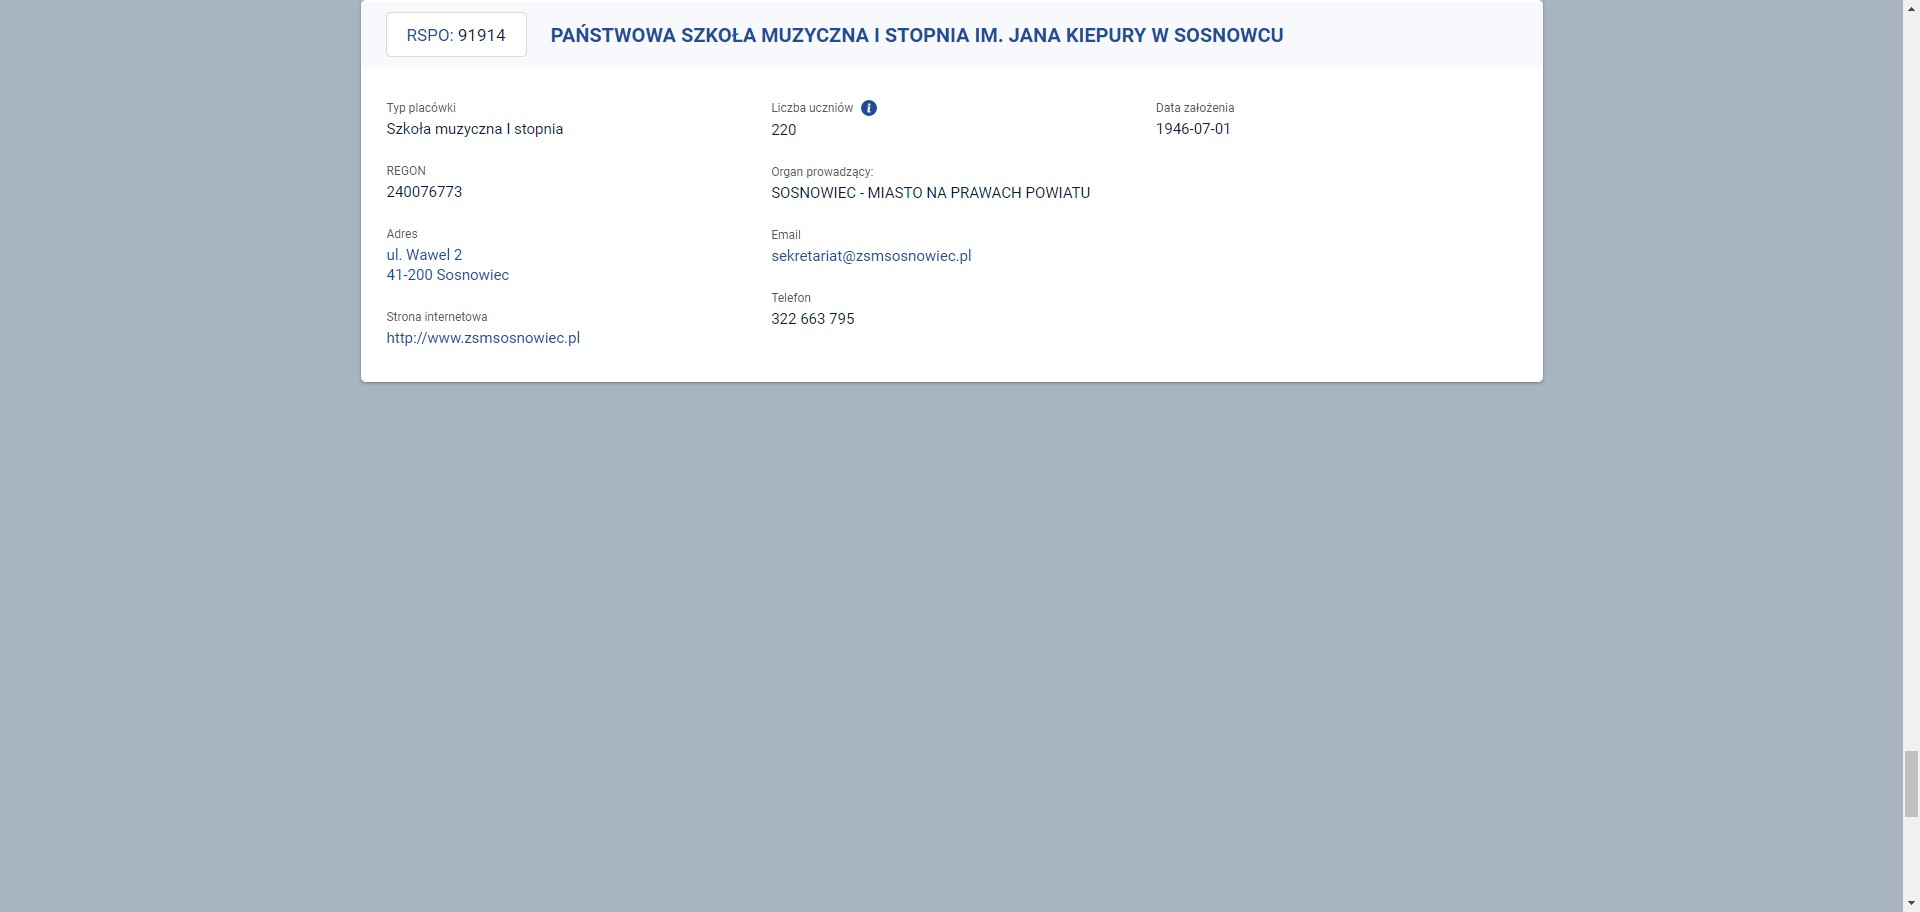 RSPO: 91914
PAŃSTWOWA SZKOŁA MUZYCZNA I STOPNIA IM. JANA KIEPURY W SOSNOWCU
Typ placówki
Szkoła muzyczna I stopnia
REGON
240076773
Adres
ul. Wawel 2
41-200 Sosnowiec
Strona internetowa
http://www.zsmsosnowiec.pl
Liczba uczniów
220
Organ prowadzący:
SOSNOWIEC - MIASTO NA PRAWACH POWIATU
Email
sekretariat@zsmsosnowiec.pl
Telefon
322 663 795
Data założenia
1946-07-01